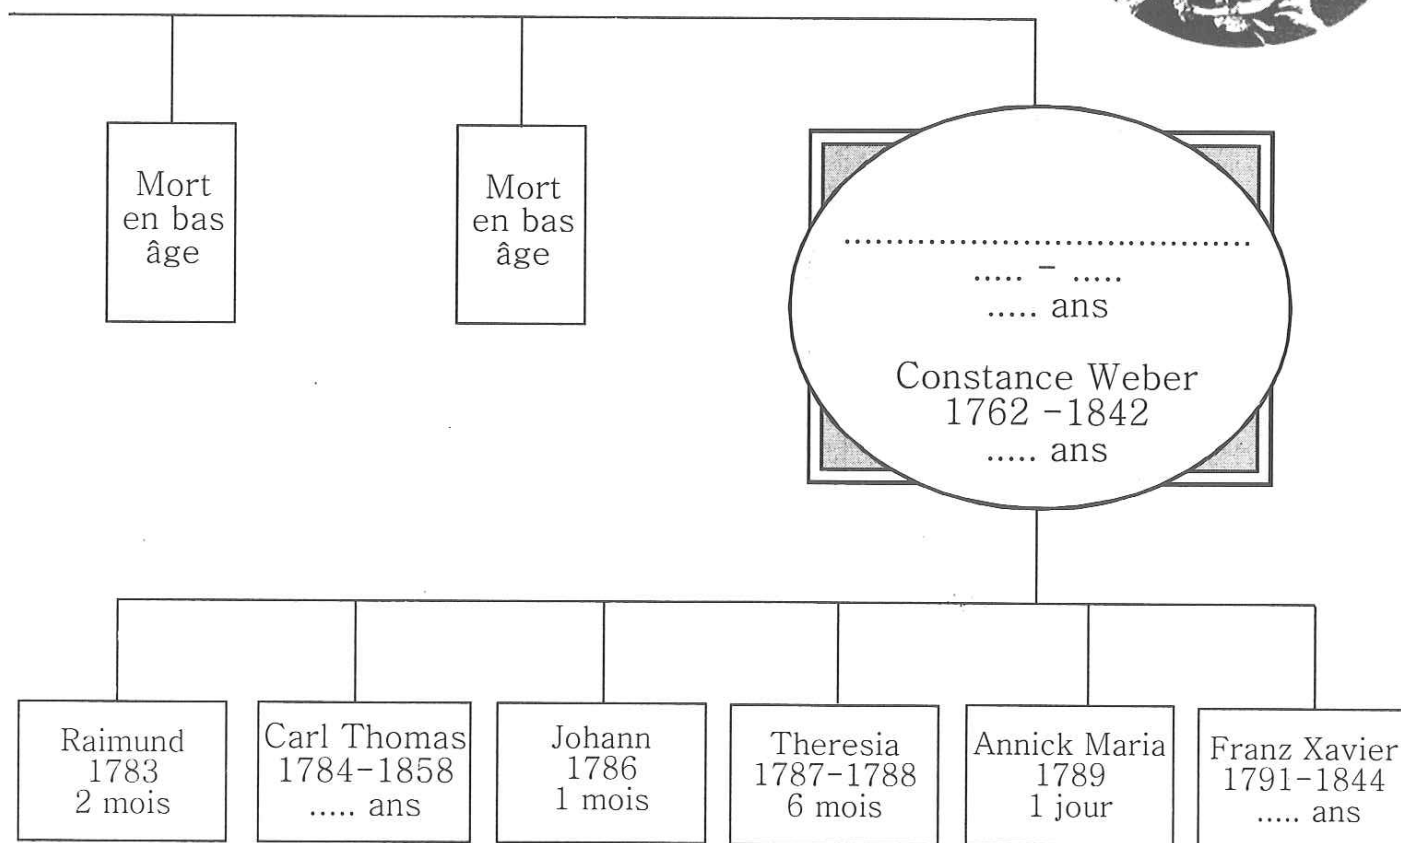 Mort
en bas
âge
Mort
en bas
âge
.....................................
..... - .....
..... ans
Constance Weber
1762 -1842
..... ans
Raimund
1783
2 mois
Carl Thomas
1784-1858
..... ans
Johann
1786
1 mois
Theresia
1787-1788
6 mois
Annick Maria
1789
1 jour
Franz Xavier
1791-1844
..... ans